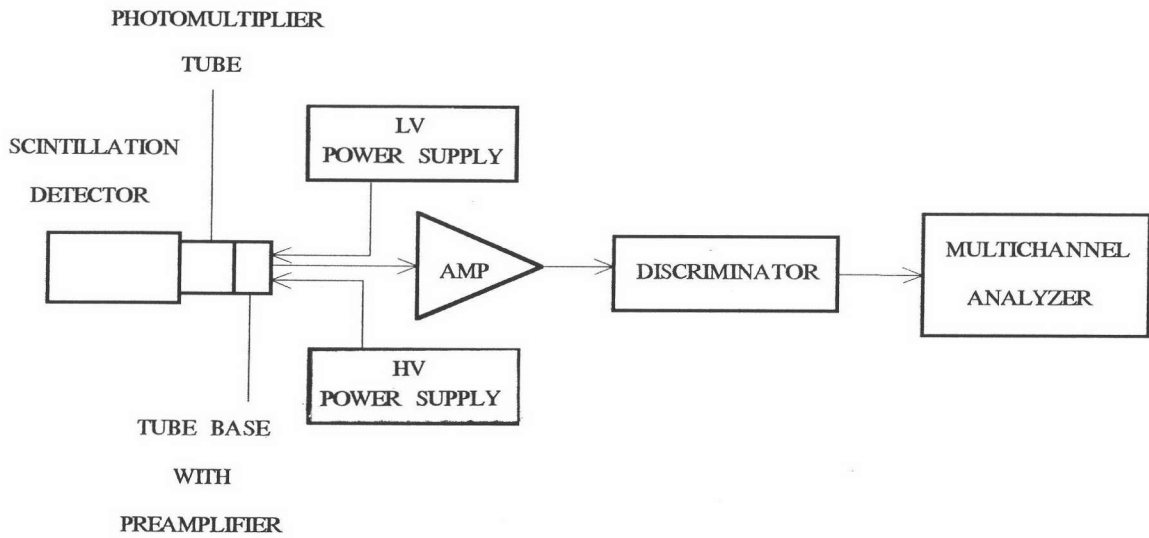 PHOTOMULTIPLIER
TUBE
SCINTILLATION
DETECTOR
LV
POWER SUPPLY
AMP
DISCRIMINATOR
MULTICHANNEL
ANALYZER
HV
POWER SUPPLY
TUBE BASE
WITH
PREAMPLIFIER